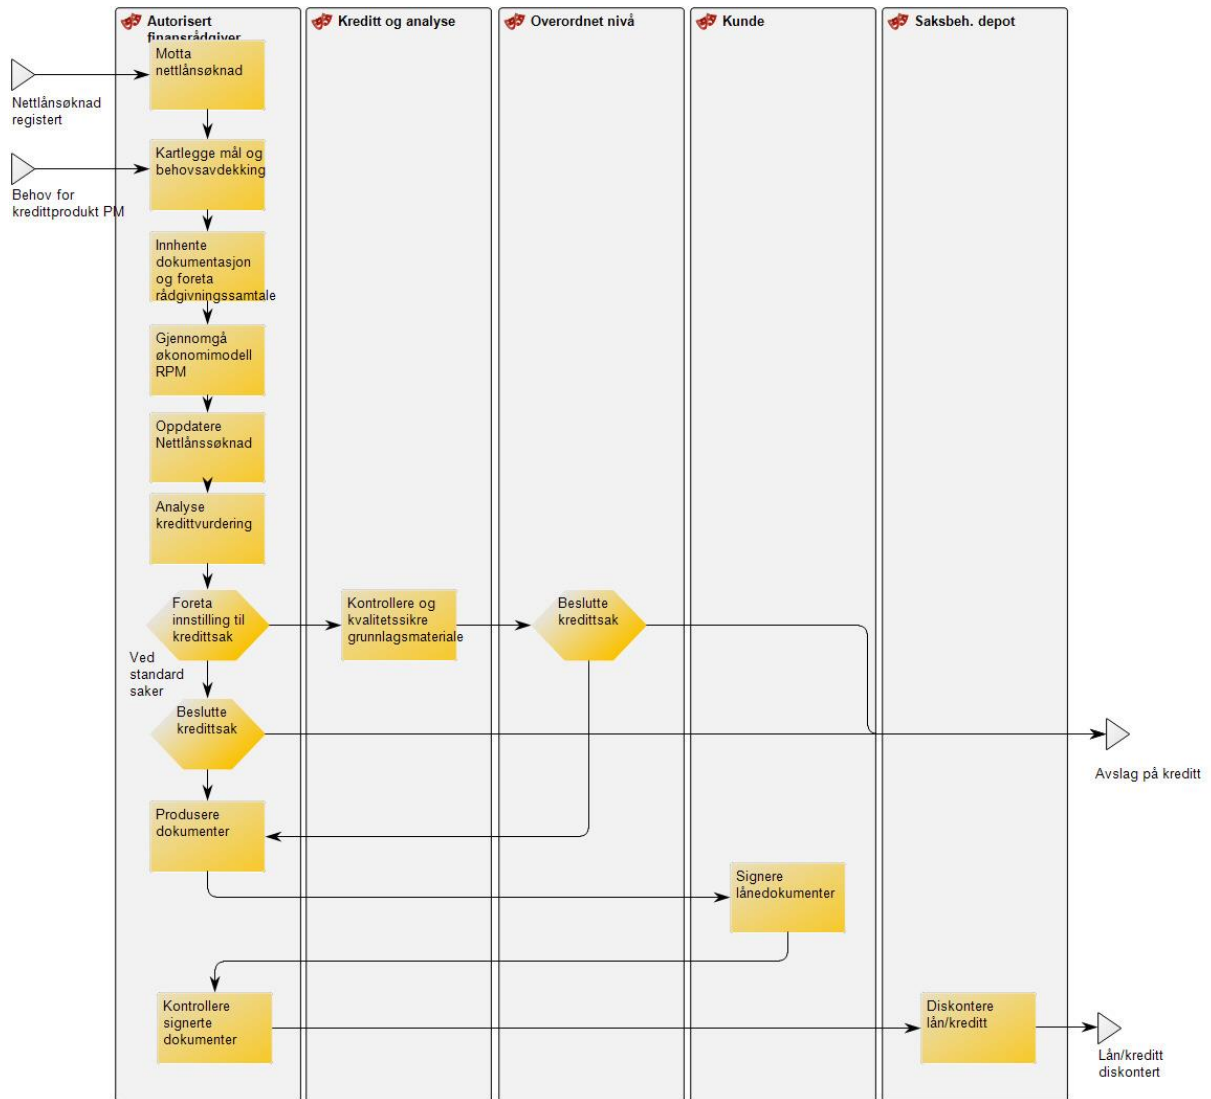 Autorisert
finansrådgiver
Kreditt og analyse
Overordnet nivå
Kunde
Saksbeh. depot
Motta
nettlånsøknad
Nettlånsøknad
registert
Kartlegge mål og
behovsavdekking
Behov for
kredittprodukt PM
Innhente
dokumentasjon
og foreta
rådgivningssamtale
Gjennomgå
økonomimodell
RPM
Oppdatere
Nettlånssøknad
Analyse
kredittvurdering
Foreta
innstilling til
kredittsak
Kontrollere og
kvalitetssikre
grunnlagsmateriale
Beslutte
kredittsak
Ved
standard
saker
Beslutte
kredittsak
Avslag på kreditt
Produsere
dokumenter
Signere
lånedokumenter
Kontrollere
signerte
dokumenter
Diskontere
lån/kreditt
Lån/kreditt
diskontert